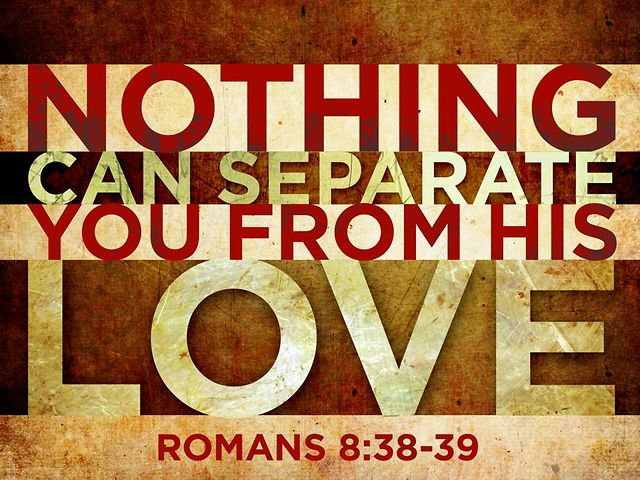 NOTHING
CAN SEPARATE
YOU FROM HIS
LOVE
ROMANS 8:38-39